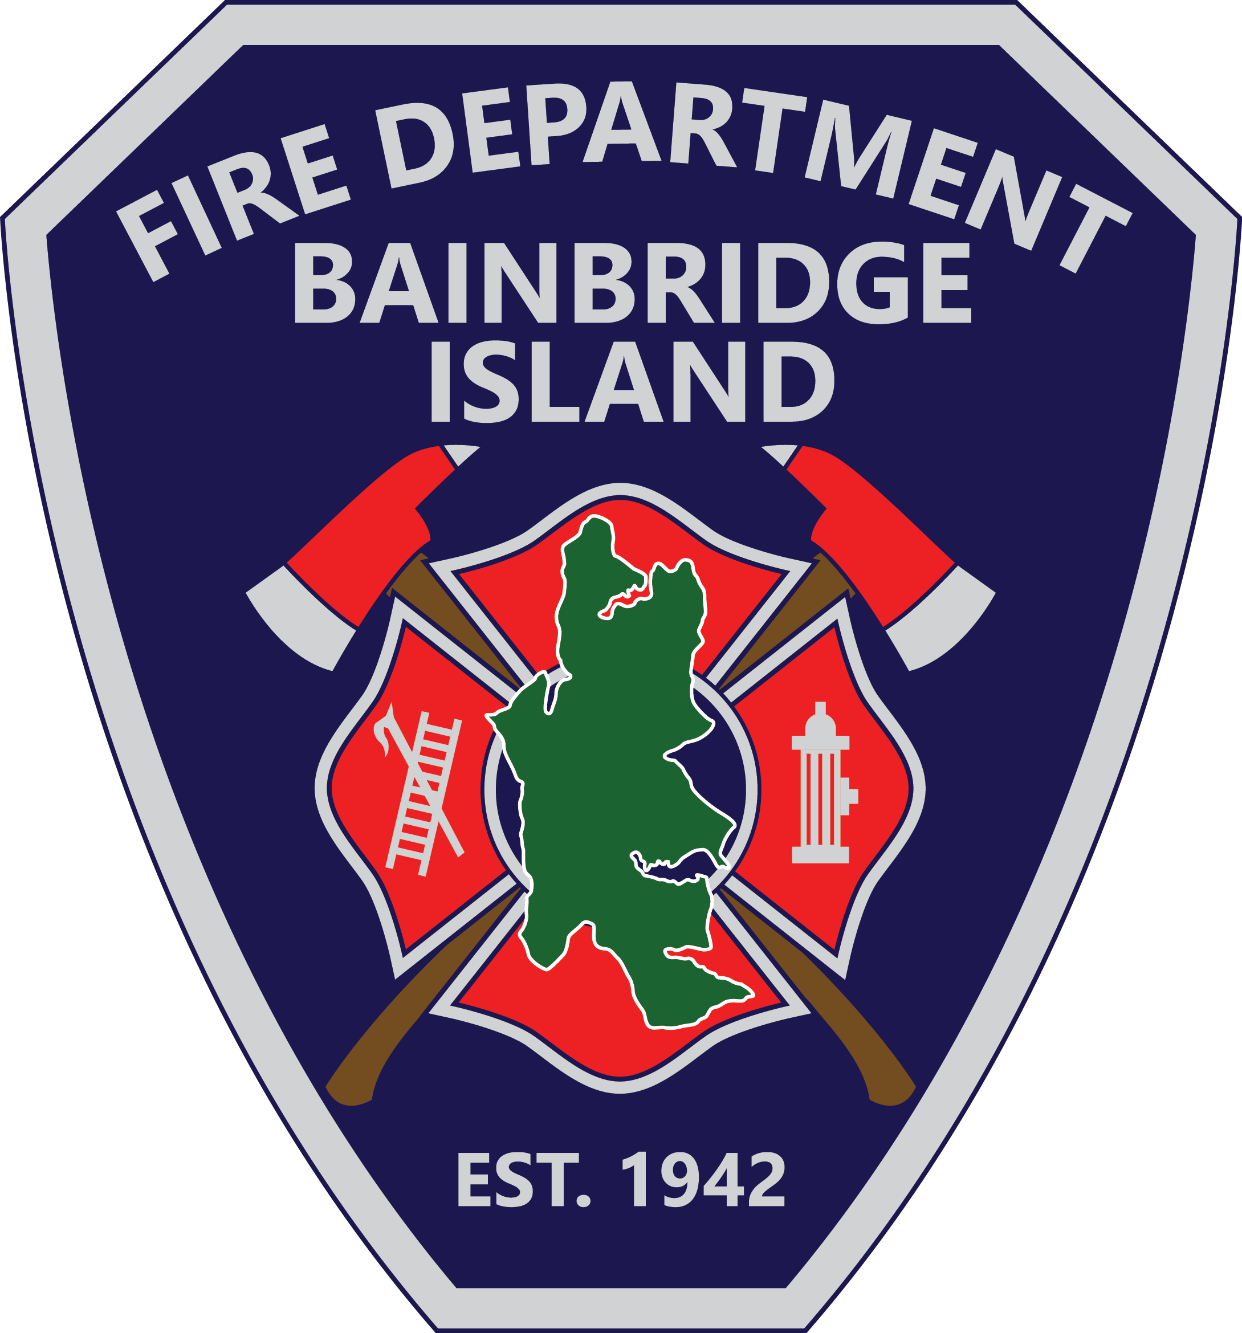 FIRE DEPARTMENT
BAINBRIDGE
ISLAND
EST. 1942